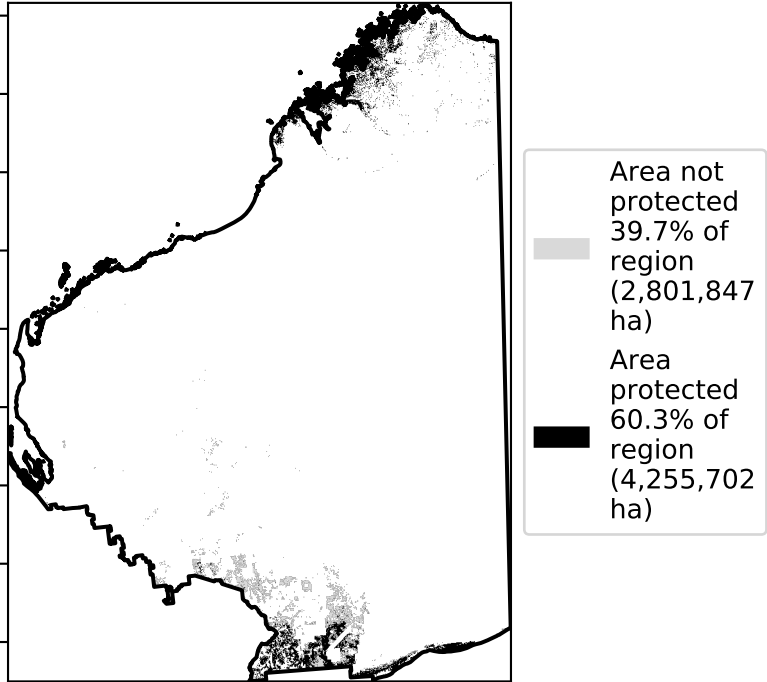 Area not
protected
39.7% of
region
(2,801,847
ha)
Area
protected
60.3% of
region
(4,255,702
ha)